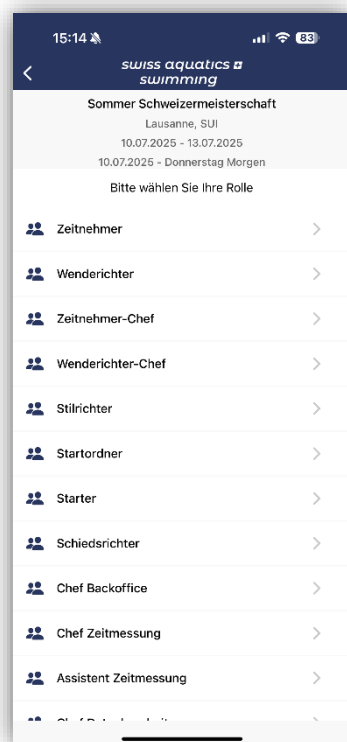 15:14
83
swiss aquatics
swimming
Sommer Schweizermeisterschaft
Lausanne, SUI
10.07.2025 - 13.07.2025
10.07.2025 - Donnerstag Morgen
Bitte wählen Sie Ihre Rolle
Zeitnehmer
Wenderichter
Zeitnehmer-Chef
Wenderichter-Chef
Stilrichter
Startordner
Starter
Schiedsrichter
Chef Backoffice
Chef Zeitmessung
Assistent Zeitmessung